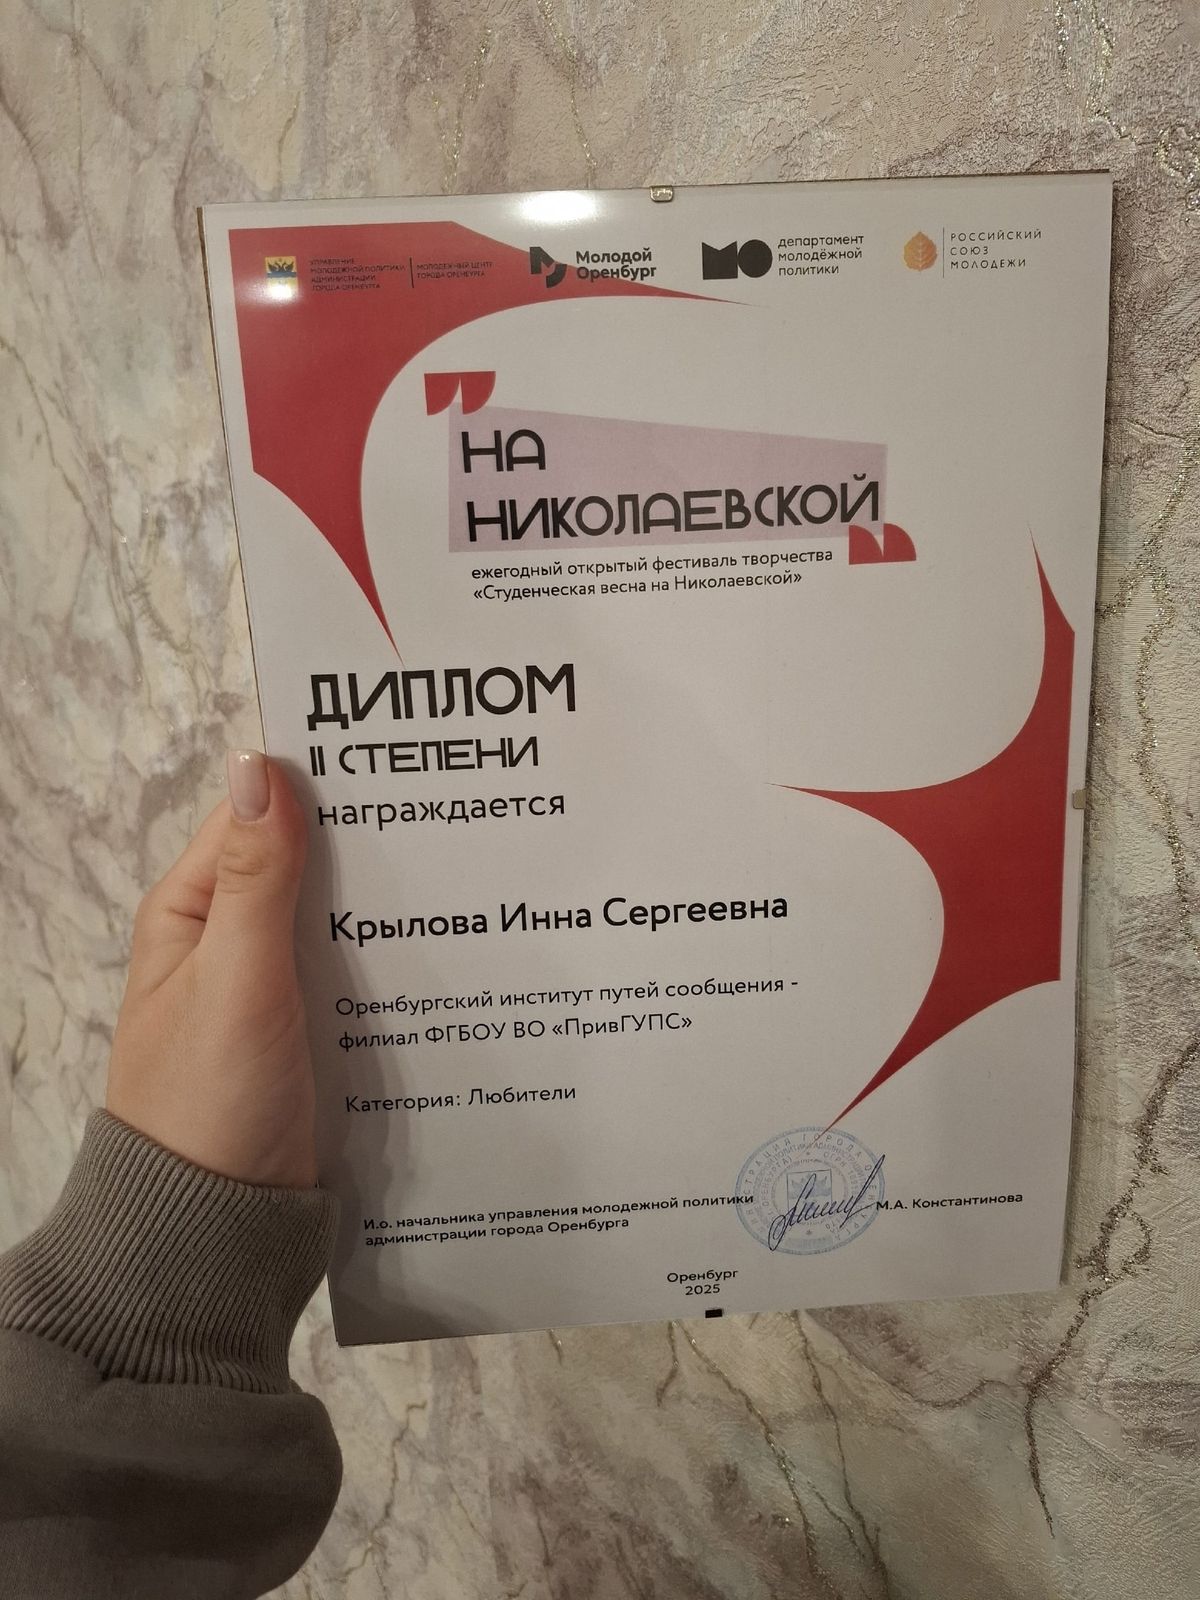 УПРАВЛЕНИЕ
МОЛОДЕЖНОЙ ПОЛИТИКИ
АДМИНИСТРАЦИИ
ГОРОДА ОРЕНБУРГА
МОЛОДЕЖНЫЙ ЦЕНТР
ГОРОДА ОРЕНБУРГА
Молодой
Оренбург
МО
департамент
молодёжной
политики
РОССИЙСКИЙ
СОЮЗ
МОЛОДЕЖИ
НА
НИКОЛАЕВСКОЙ
ежегодный открытый фестиваль творчества
«Студенческая весна на Николаевской»
ДИПЛОМ
II СТЕПЕНИ
награждается
Крылова Инна Сергеевна
Оренбургский институт путей сообщения -
филиал ФГБОУ ВО «ПривГУПС»
Категория: Любители
И.о. начальника управления молодежной политики
администрации города Оренбурга
М.А. Константинова
Оренбург
2025